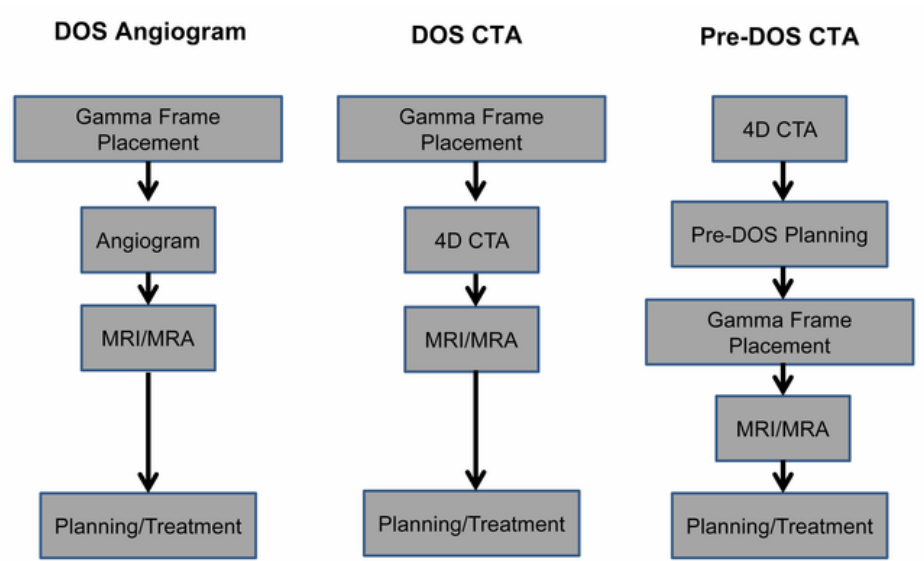 DOS Angiogram
Gamma Frame
Placement
Angiogram
MRI/MRA
Planning/Treatment
DOS CTA
Gamma Frame
Placement
4D CTA
MRI/MRA
Planning/Treatment
Pre-DOS CTA
4D CTA
Pre-DOS Planning
Gamma Frame
Placement
MRI/MRA
Planning/Treatment